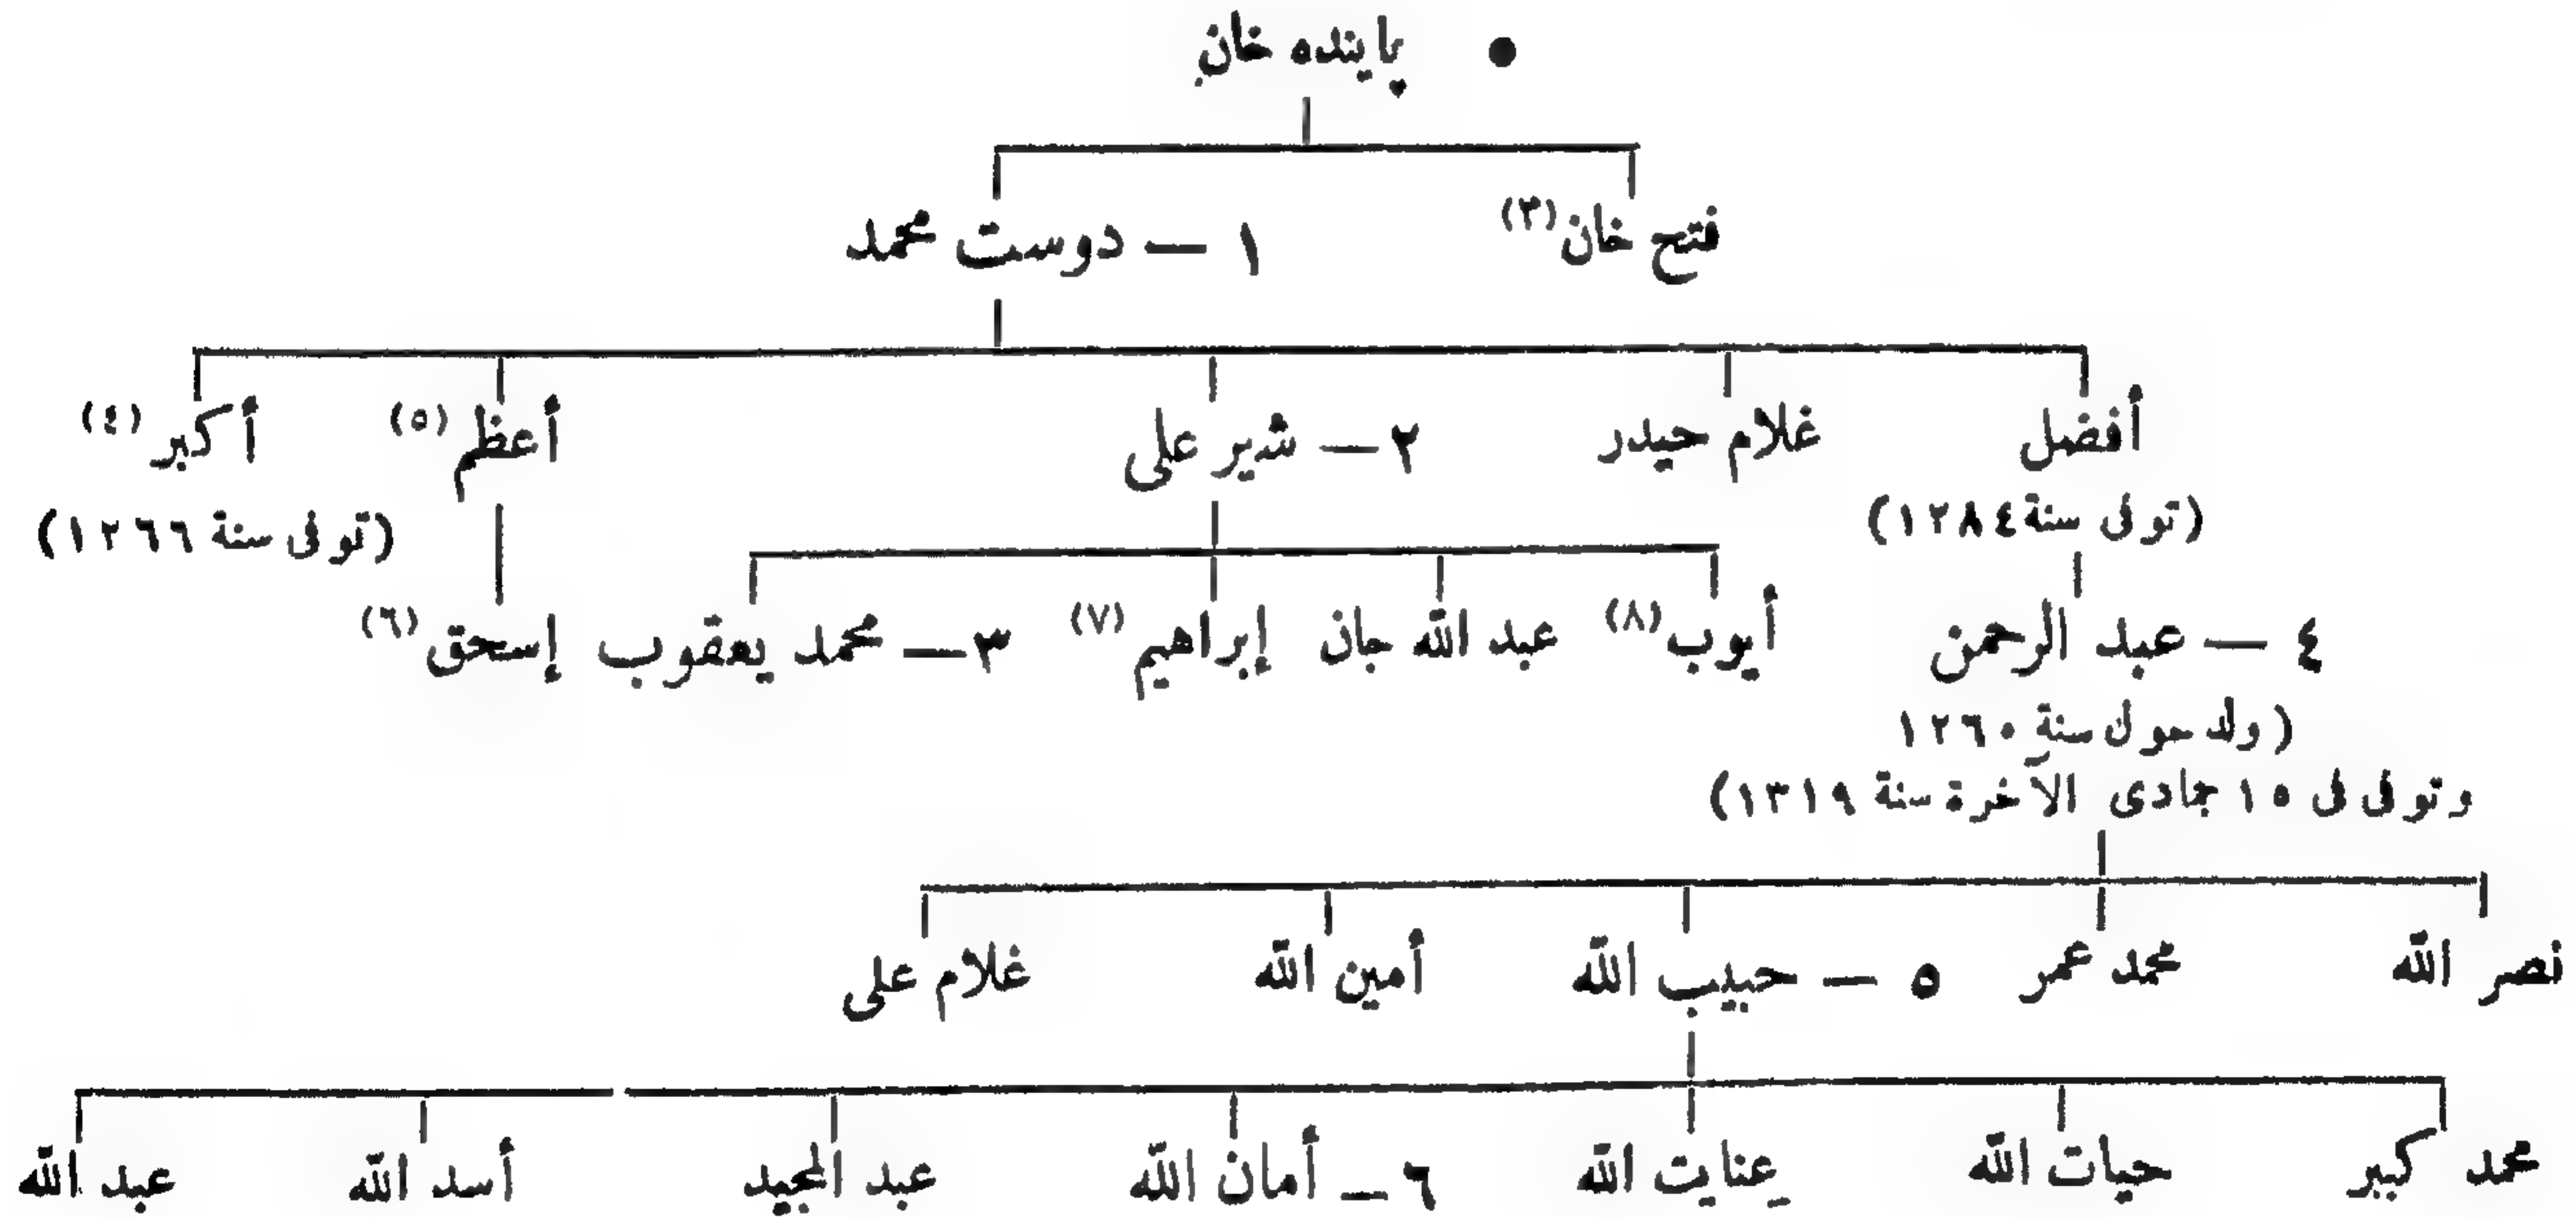 • پاينده خان
فتح خان (٣) ١ — دوست محمد
أفضل غلام حيدر ٢ — شير على أعظم (٥) أكبر (٤)
(توفى سنة ١٢٨٤) (توفى سنة ١٢٦٦)
٤ — عبد الرحمن أيوب (٨) عبد الله جان إبراهيم (٧) ٣ — محمد يعقوب إسحق (٦)
(ولد حول سنة ١٢٦٠
وتوفى فى ١٥ جمادى الآخرة سنة ١٣١٩)
نصر الله محمد عمر ٥ — حبيب الله أمين الله غلام على
محمد كبير حيات الله عنايت الله ٦ — أمان الله عبد المجيد أسد الله عبد الله